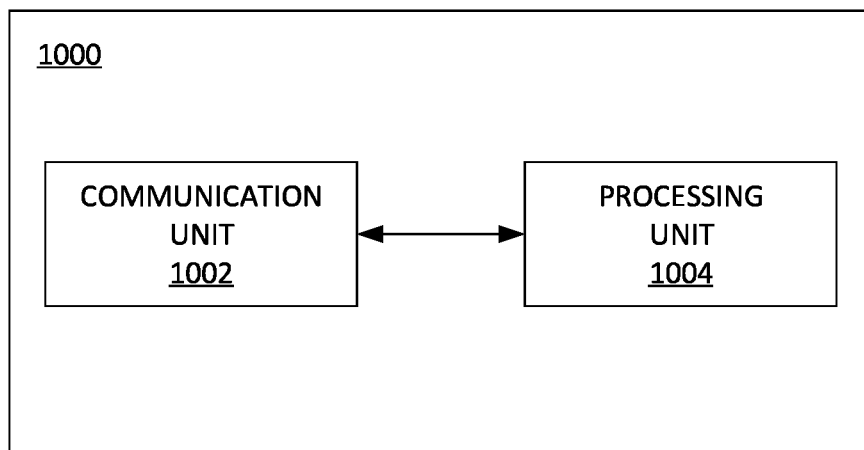 1000
COMMUNICATION
UNIT
1002
PROCESSING
UNIT
1004